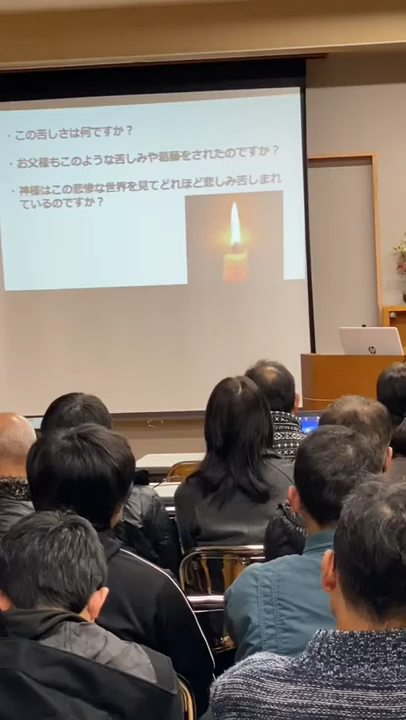 ・この苦しさは何ですか？
・お父様もこのような苦しみや葛藤をされたのですか？
・神様はこの悲惨な世界を見てどれほど悲しみ苦しまれ
ているのですか？
hp